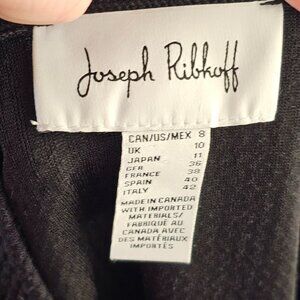 Joseph Ribkoff
CAN/US/MEX 8
UK 10
JAPAN 11
GER 36
FRANCE 38
SPAIN 40
ITALY 42
MADE IN CANADA
WITH IMPORTED
MATERIALS/
FABRIQUÉ AU
CANADA AVEC
DES MATÉRIAUX
IMPORTÉS